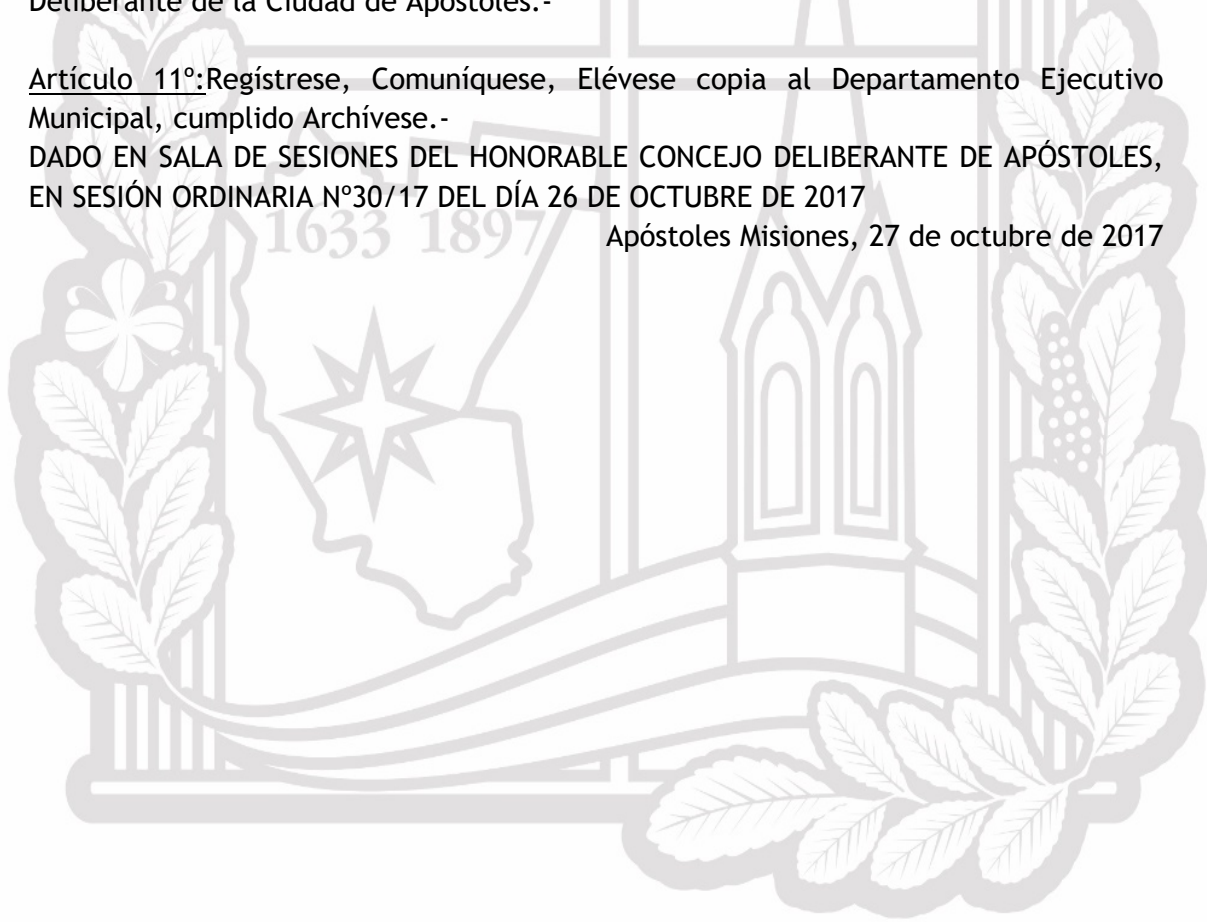 Deliberante de la Ciudad de Apóstoles.-
Artículo 11º:Regístrese, Comuníquese, Elévese copia al Departamento Ejecutivo
Municipal, cumplido Archívese.-
DADO EN SALA DE SESIONES DEL HONORABLE CONCEJO DELIBERANTE DE APÓSTOLES,
EN SESIÓN ORDINARIA Nº30/17 DEL DÍA 26 DE OCTUBRE DE 2017
1633 1897
Apóstoles Misiones, 27 de octubre de 2017